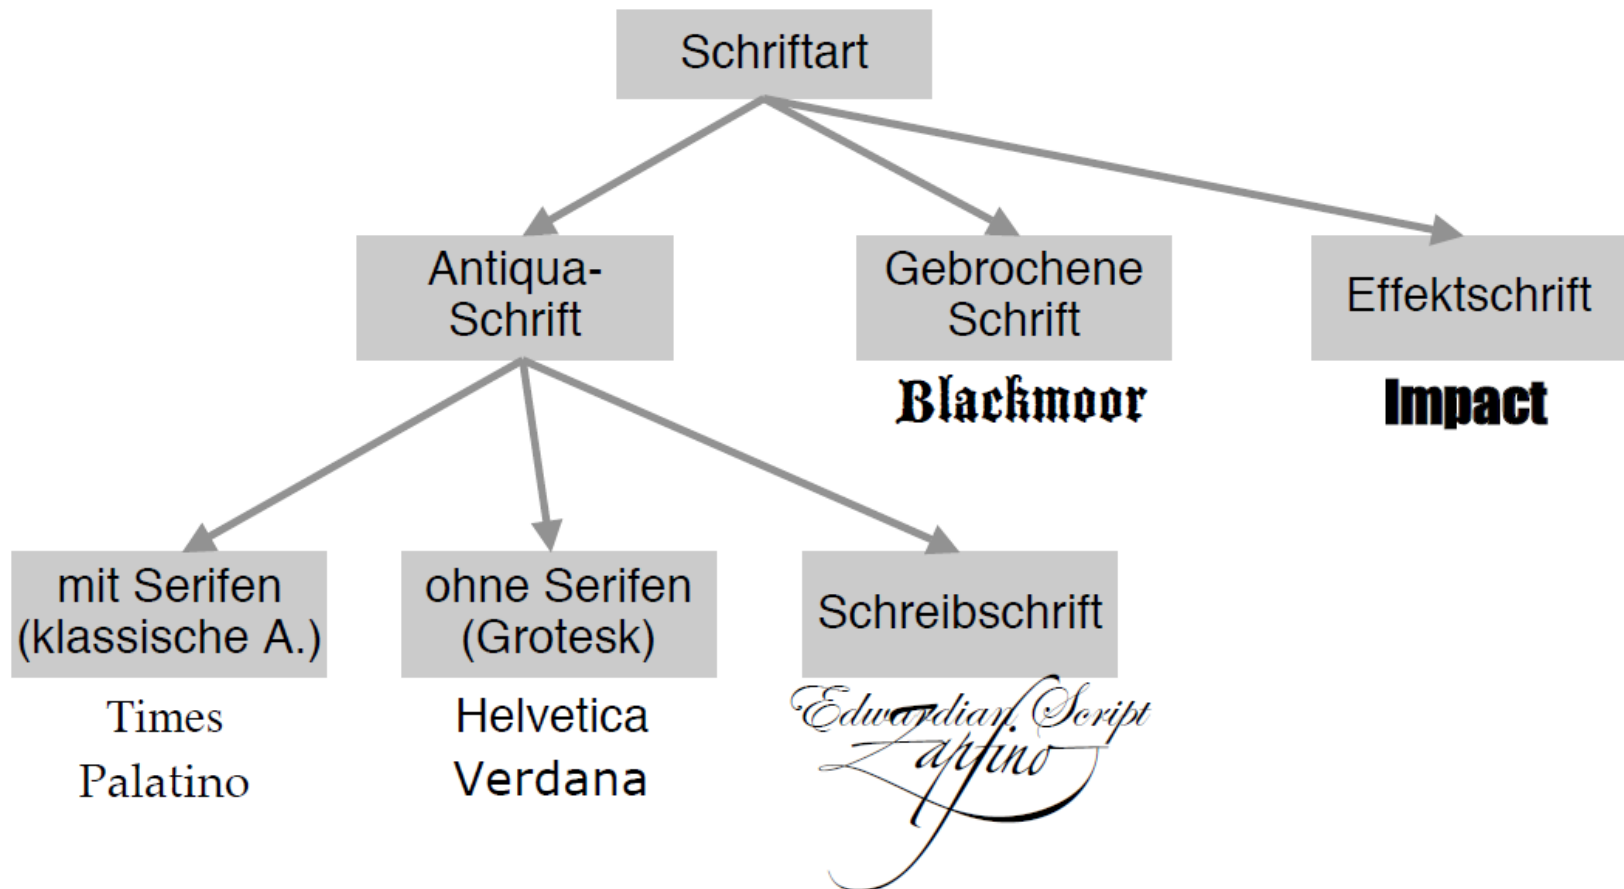 Schriftart
Antiqua-
Schrift
Gebrochene
Schrift
Effektschrift
Blackmoor
Impact
mit Serifen
(klassische A.)
ohne Serifen
(Grotesk)
Schreibschrift
Times
Palatino
Helvetica
Verdana
Edwardian Script
Zapfino